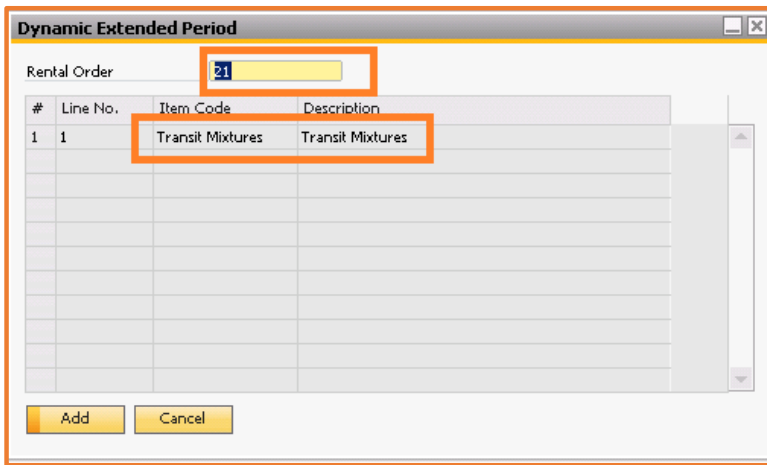 Dynamic Extended Period
Rental Order 21
# Line No. Item Code Description
1 1 Transit Mixtures Transit Mixtures
Add Cancel